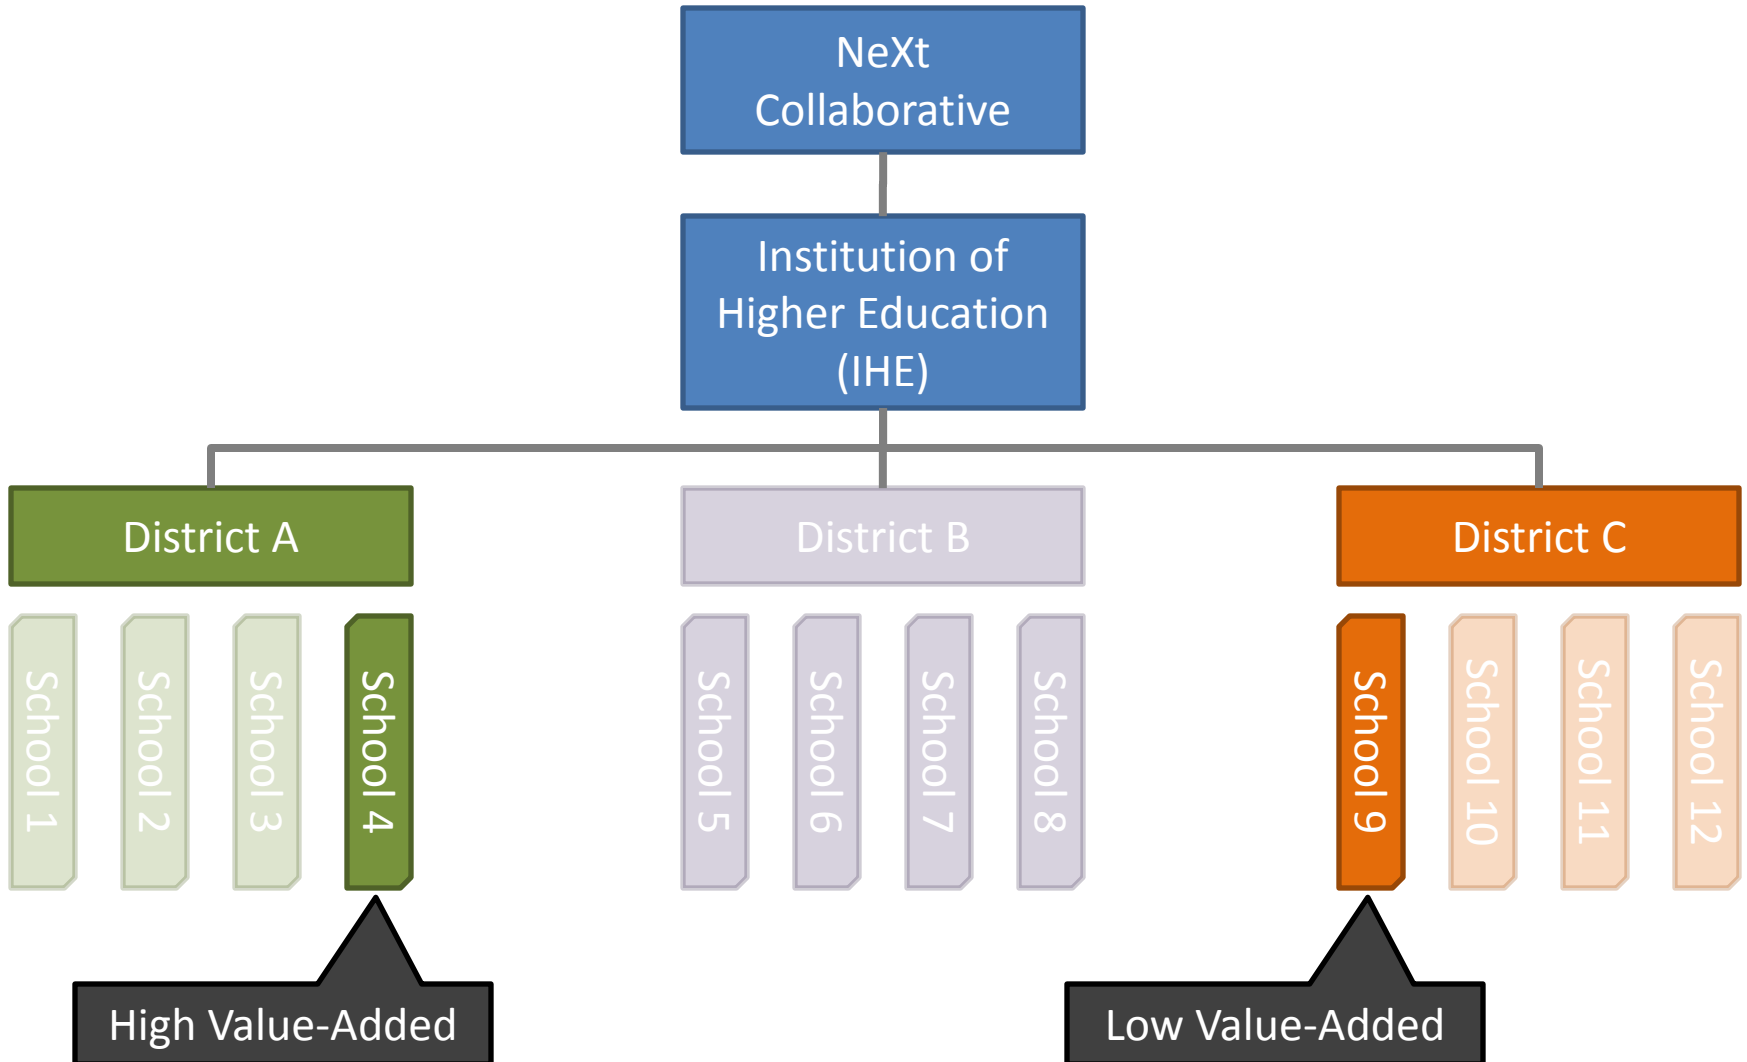 NeXt
Collaborative
Institution of
Higher Education
(IHE)
District A
District B
District C
School 1
School 2
School 3
School 4
School 5
School 6
School 7
School 8
School 9
School 10
School 11
School 12
High Value-Added
Low Value-Added